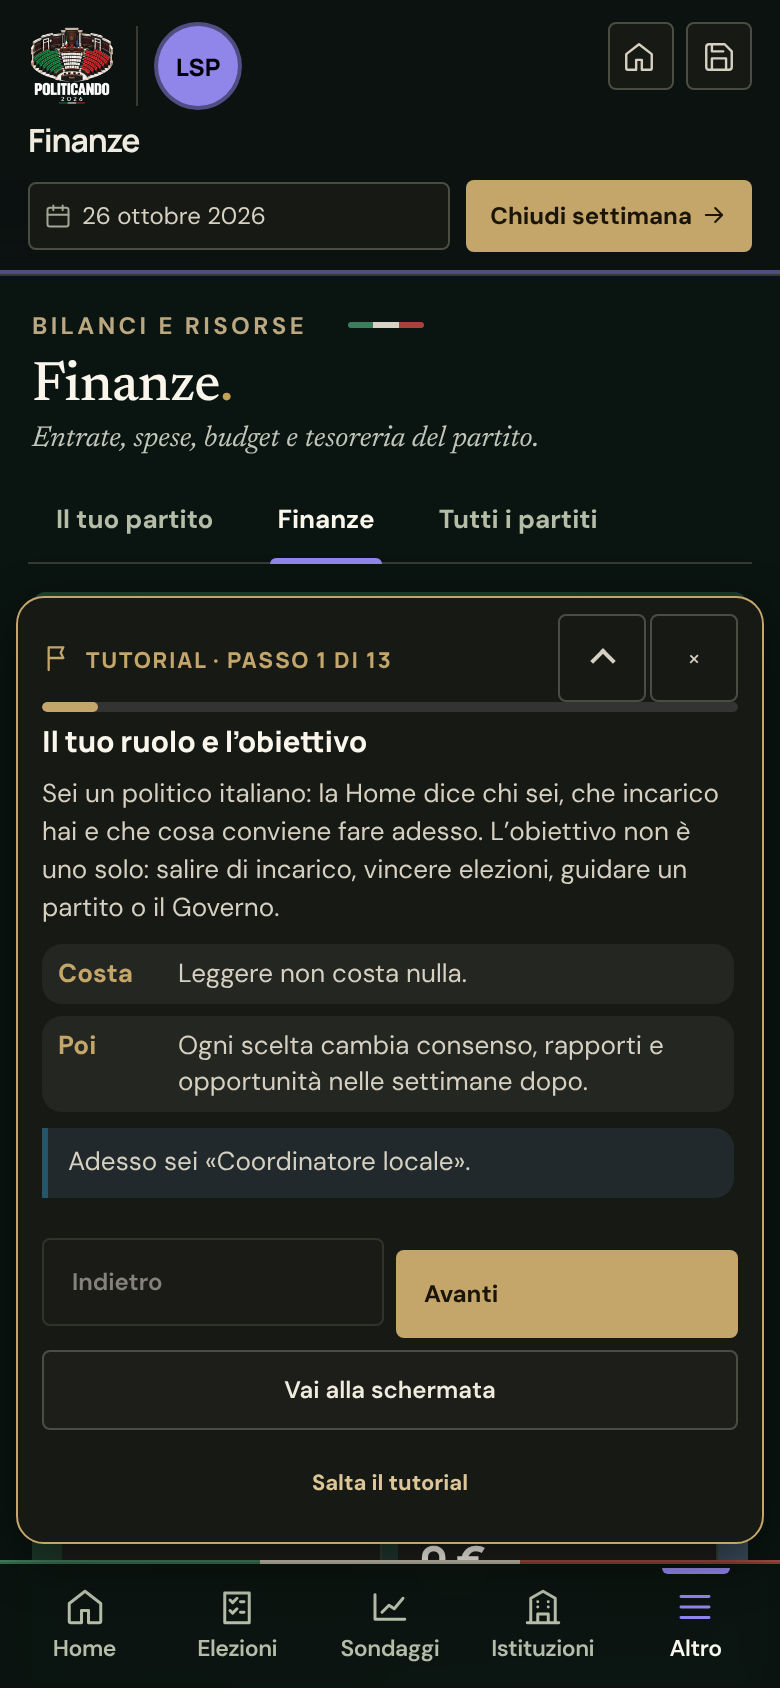 POLITICANDO
2026
LSP
Finanze
26 ottobre 2026
Chiudi settimana →
BILANCI E RISORSE
Finanze.
Entrate, spese, budget e tesoreria del partito.
Il tuo partito Finanze Tutti i partiti
TUTORIAL · PASSO 1 DI 13
×
Il tuo ruolo e l’obiettivo
Sei un politico italiano: la Home dice chi sei, che incarico
hai e che cosa conviene fare adesso. L’obiettivo non è
uno solo: salire di incarico, vincere elezioni, guidare un
partito o il Governo.
Costa Leggere non costa nulla.
Poi Ogni scelta cambia consenso, rapporti e
opportunità nelle settimane dopo.
Adesso sei «Coordinatore locale».
Indietro
Avanti
Vai alla schermata
Salta il tutorial
Home Elezioni Sondaggi Istituzioni Altro